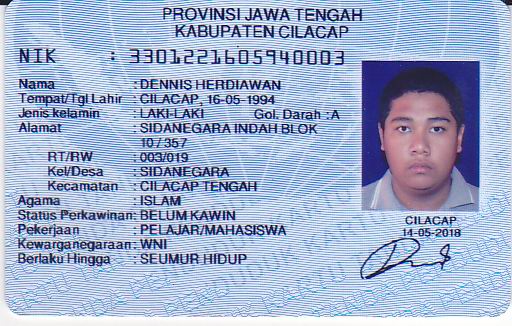 PROVINSI JAWA TENGAH
KABUPATEN CILACAP
NIK : 3301221605940003
Nama : DENNIS HERDIAWAN
Tempat/Tgl Lahir : CILACAP, 16-05-1994
Jenis kelamin : LAKI-LAKI Gol. Darah : A
Alamat : SIDANEGARA INDAH BLOK
10 / 357
RT/RW : 003/019
Kel/Desa : SIDANEGARA
Kecamatan : CILACAP TENGAH
Agama : ISLAM
Status Perkawinan: BELUM KAWIN
Pekerjaan : PELAJAR/MAHASISWA
Kewarganegaraan: WNI
Berlaku Hingga : SEUMUR HIDUP
CILACAP
14-05-2018